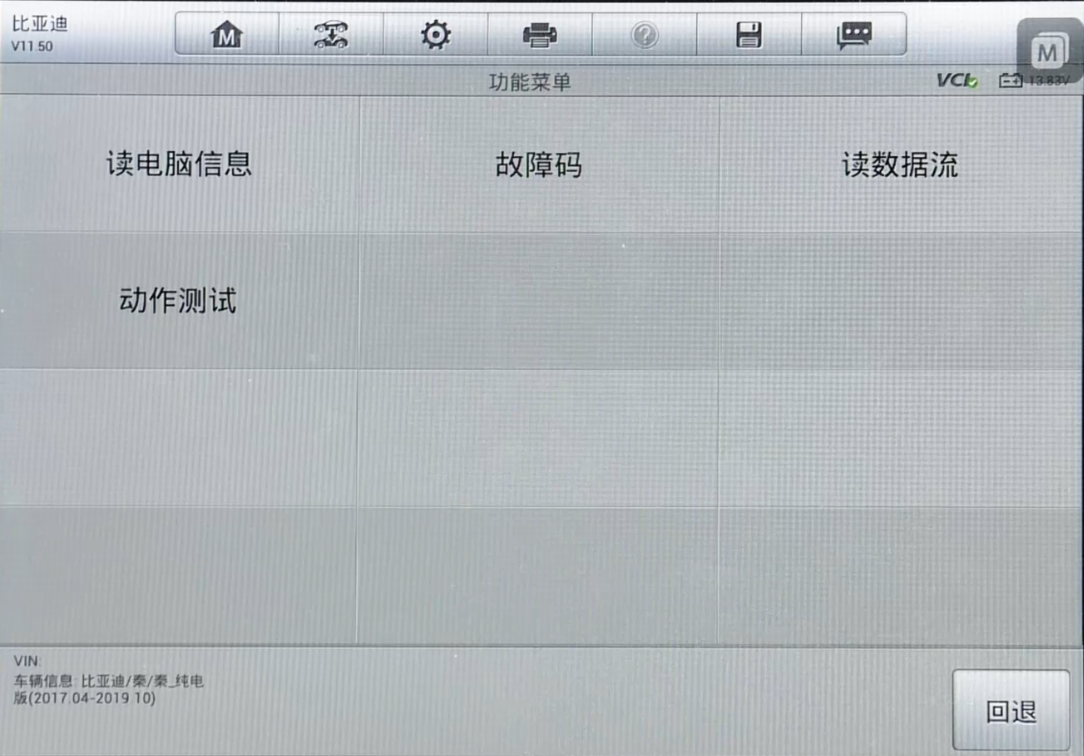 比亚迪
V11.50
M
M
功能菜单
VCI
13.83V
读电脑信息
故障码
读数据流
动作测试
VIN:
车辆信息: 比亚迪/秦/秦_纯电
版(2017.04-2019.10)
回退